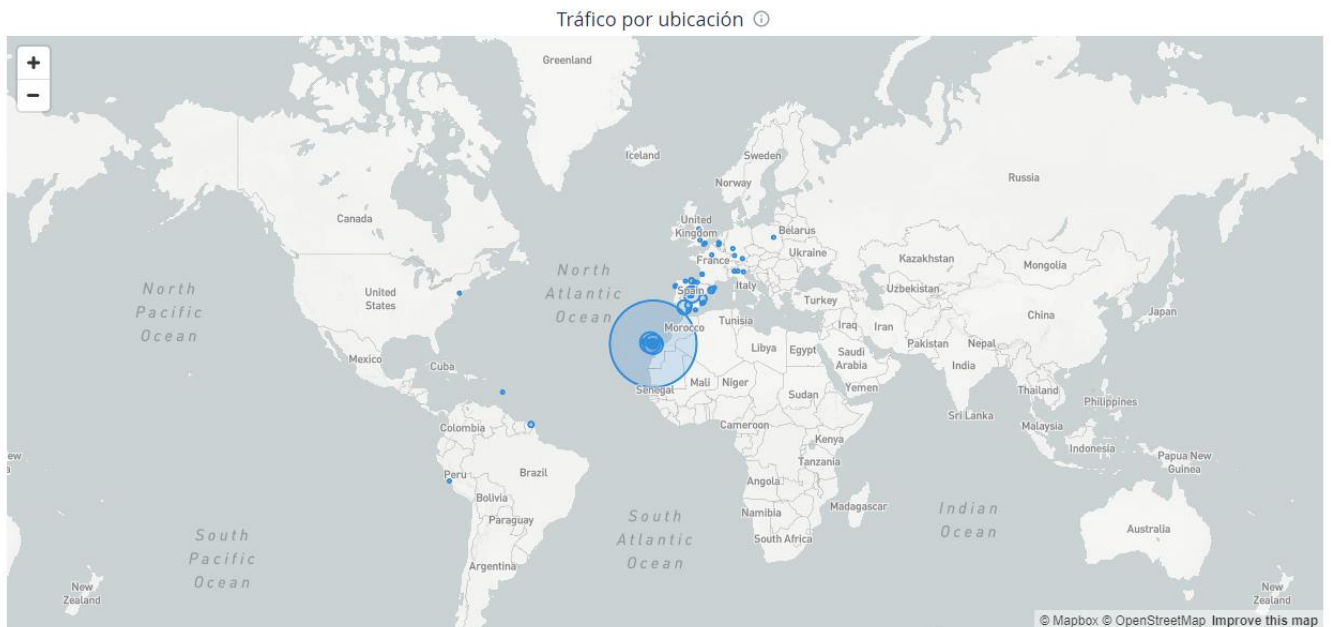 Tráfico por ubicación
+
−
Greenland
Iceland
Sweden
Norway
Russia
Canada
United
Kingdom
Belarus
Ukraine
France
Kazakhstan
Mongolia
North
Pacific
Ocean
North
Atlantic
Ocean
United
States
Spain
Italy
Turkey
Uzbekistan
China
Japan
Morocco
Tunisia
Iraq
Iran
Pakistan
Nepal
Mexico
Cuba
Libya
Egypt
Saudi
Arabia
India
Senegal
Mali
Niger
Sudan
Yemen
Thailand
Philippines
Sri Lanka
Colombia
Cameroon
Kenya
Malaysia
Indonesia
Papua New
Guinea
Tanzania
ew
Peru
Brazil
Angola
Bolivia
Namibia
Madagascar
Paraguay
South Africa
Indian
Ocean
Australia
South
Pacific
Ocean
South
Atlantic
Ocean
Argentina
New
Zealand
New
Zealand
© Mapbox © OpenStreetMap Improve this map